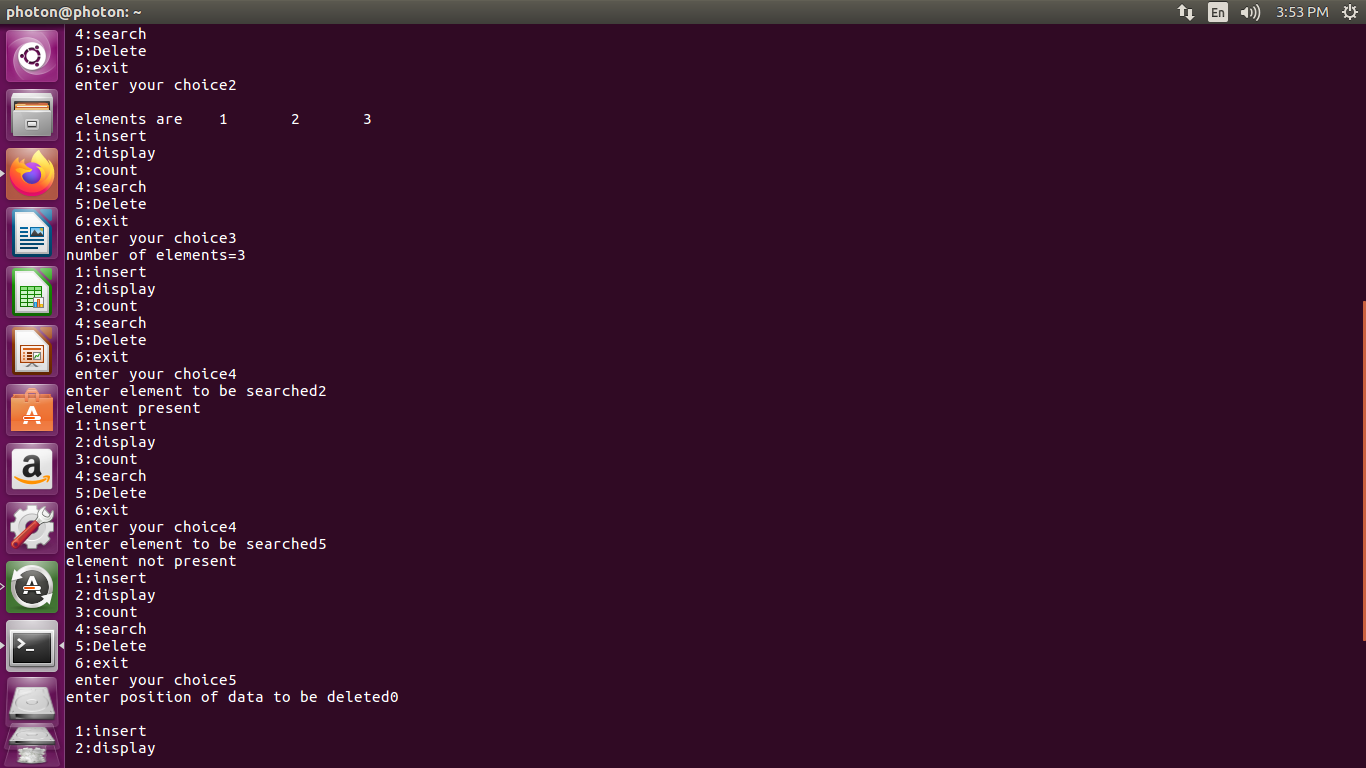 photon@photon: ~
En
3:53 PM
4:search
5:Delete
6:exit
enter your choice2
elements are 1 2 3
1:insert
2:display
3:count
4:search
5:Delete
6:exit
enter your choice3
number of elements=3
1:insert
2:display
3:count
4:search
5:Delete
6:exit
enter your choice4
enter element to be searched2
element present
1:insert
2:display
3:count
4:search
5:Delete
6:exit
enter your choice4
enter element to be searched5
element not present
1:insert
2:display
3:count
4:search
5:Delete
6:exit
enter your choice5
enter position of data to be deleted0
1:insert
2:display